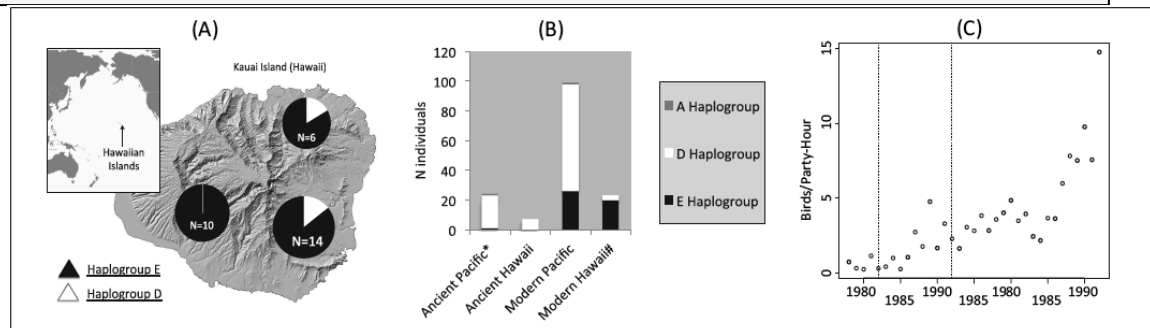 (A)
Kauai Island (Hawaii)
Hawaiian
Islands
N=6
N=10
N=14
Haplogroup E
Haplogroup D
(B)
N individuals
120
100
80
60
40
20
0
Ancient Pacific*
Ancient Hawaii
Modern Pacific
Modern Hawaii#
A Haplogroup
D Haplogroup
E Haplogroup
(C)
Birds/Party-Hour
15
10
5
0
1980
1985
1990
1995
1980
1985
1990